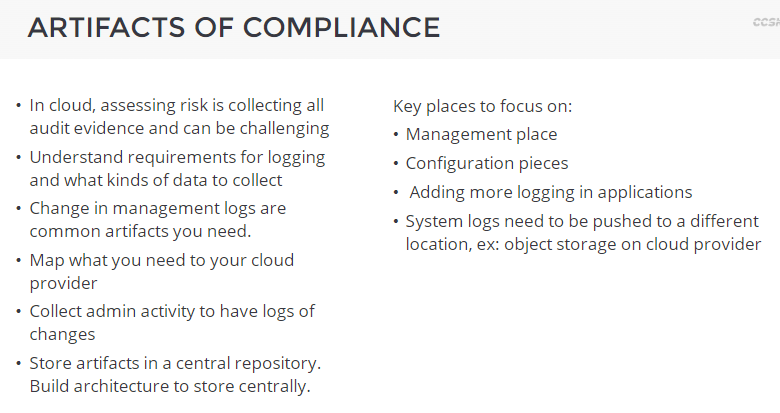 ARTIFACTS OF COMPLIANCE
• In cloud, assessing risk is collecting all
audit evidence and can be challenging
• Understand requirements for logging
and what kinds of data to collect
• Change in management logs are
common artifacts you need.
• Map what you need to your cloud
provider
• Collect admin activity to have logs of
changes
• Store artifacts in a central repository.
Build architecture to store centrally.
Key places to focus on:
• Management place
• Configuration pieces
• Adding more logging in applications
• System logs need to be pushed to a different
location, ex: object storage on cloud provider